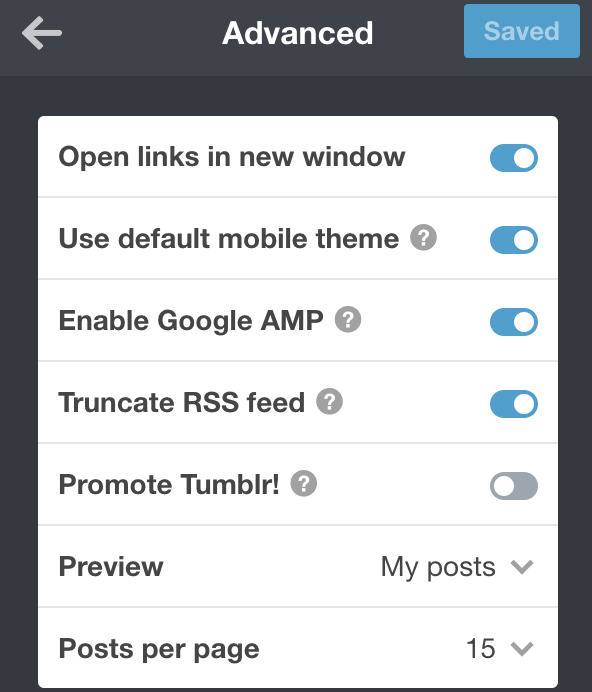 Advanced
Saved
Open links in new window
Use default mobile theme ?
Enable Google AMP ?
Truncate RSS feed ?
Promote Tumblr! ?
Preview My posts
Posts per page 15